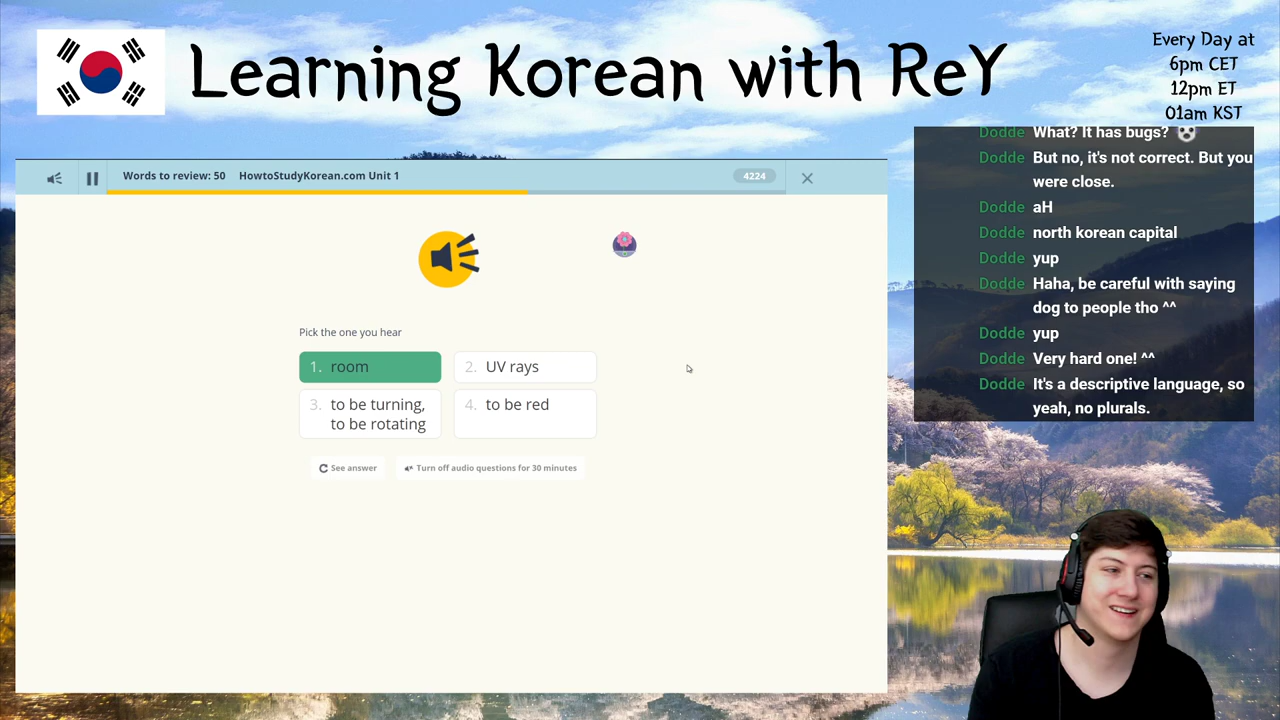 Learning Korean with ReY
Every Day at
6pm CET
12pm ET
01am KST
Words to review: 50 HowtoStudyKorean.com Unit 1
4224
Pick the one you hear
1. room
2. UV rays
3. to be turning,
to be rotating
4. to be red
See answer
Turn off audio questions for 30 minutes
Dodde What? It has bugs?
Dodde But no, it's not correct. But you
were close.
Dodde aH
Dodde north korean capital
Dodde yup
Dodde Haha, be careful with saying
dog to people tho ^^
Dodde yup
Dodde Very hard one! ^^
Dodde It's a descriptive language, so
yeah, no plurals.